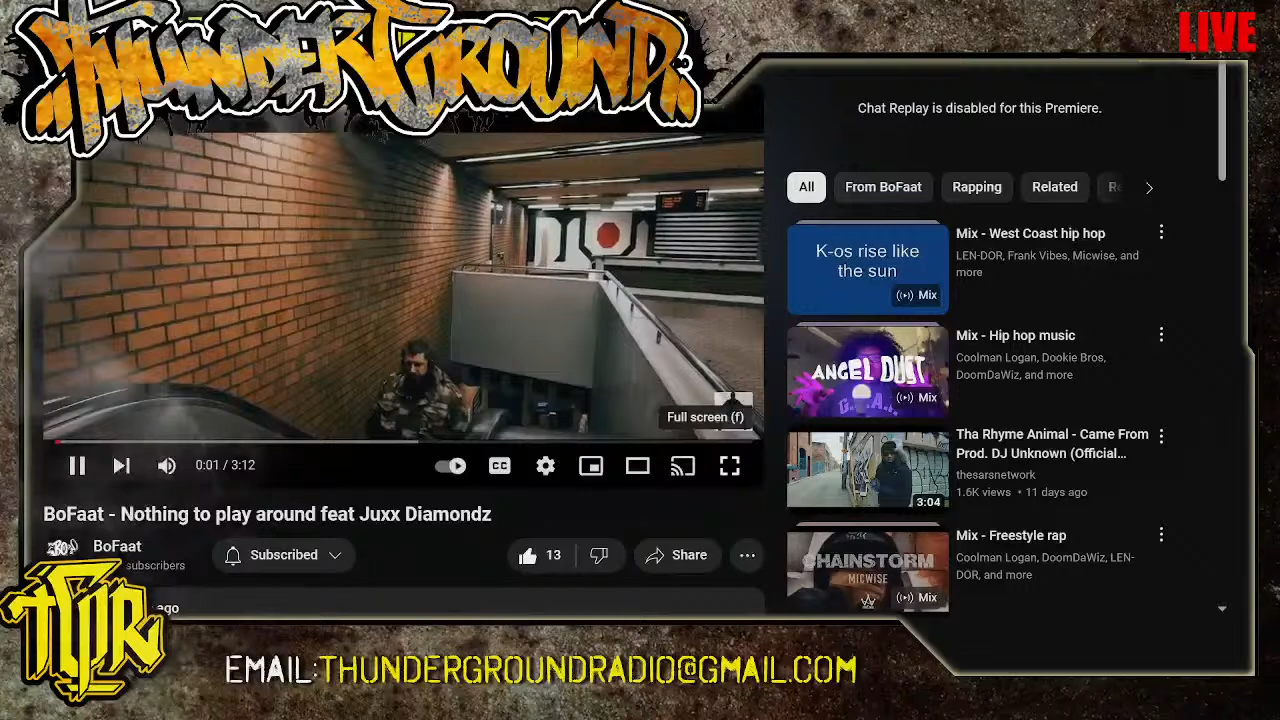 THUNDERGROUND
LIVE
Chat Replay is disabled for this Premiere.
All
From BoFaat
Rapping
Related
Re
K-os rise like
the sun
Mix
Mix - West Coast hip hop
LEN-DOR, Frank Vibes, Micwise, and
more
ANGEL DUST
Mix
Mix - Hip hop music
Coolman Logan, Dookie Bros,
DoomDaWiz, and more
3:04
Tha Rhyme Animal - Came From
Prod. DJ Unknown (Official...
thesarsnetwork
1.6K views • 11 days ago
CHAINSTORM
MICWISE
Mix
Mix - Freestyle rap
Coolman Logan, DoomDaWiz, LEN-
DOR, and more
Full screen (f)
0:01 / 3:12
CC
BoFaat - Nothing to play around feat Juxx Diamondz
BoFaat
subscribers
Subscribed
13
Share
ago
TGR
EMAIL:THUNDERGROUNDRADIO@GMAIL.COM